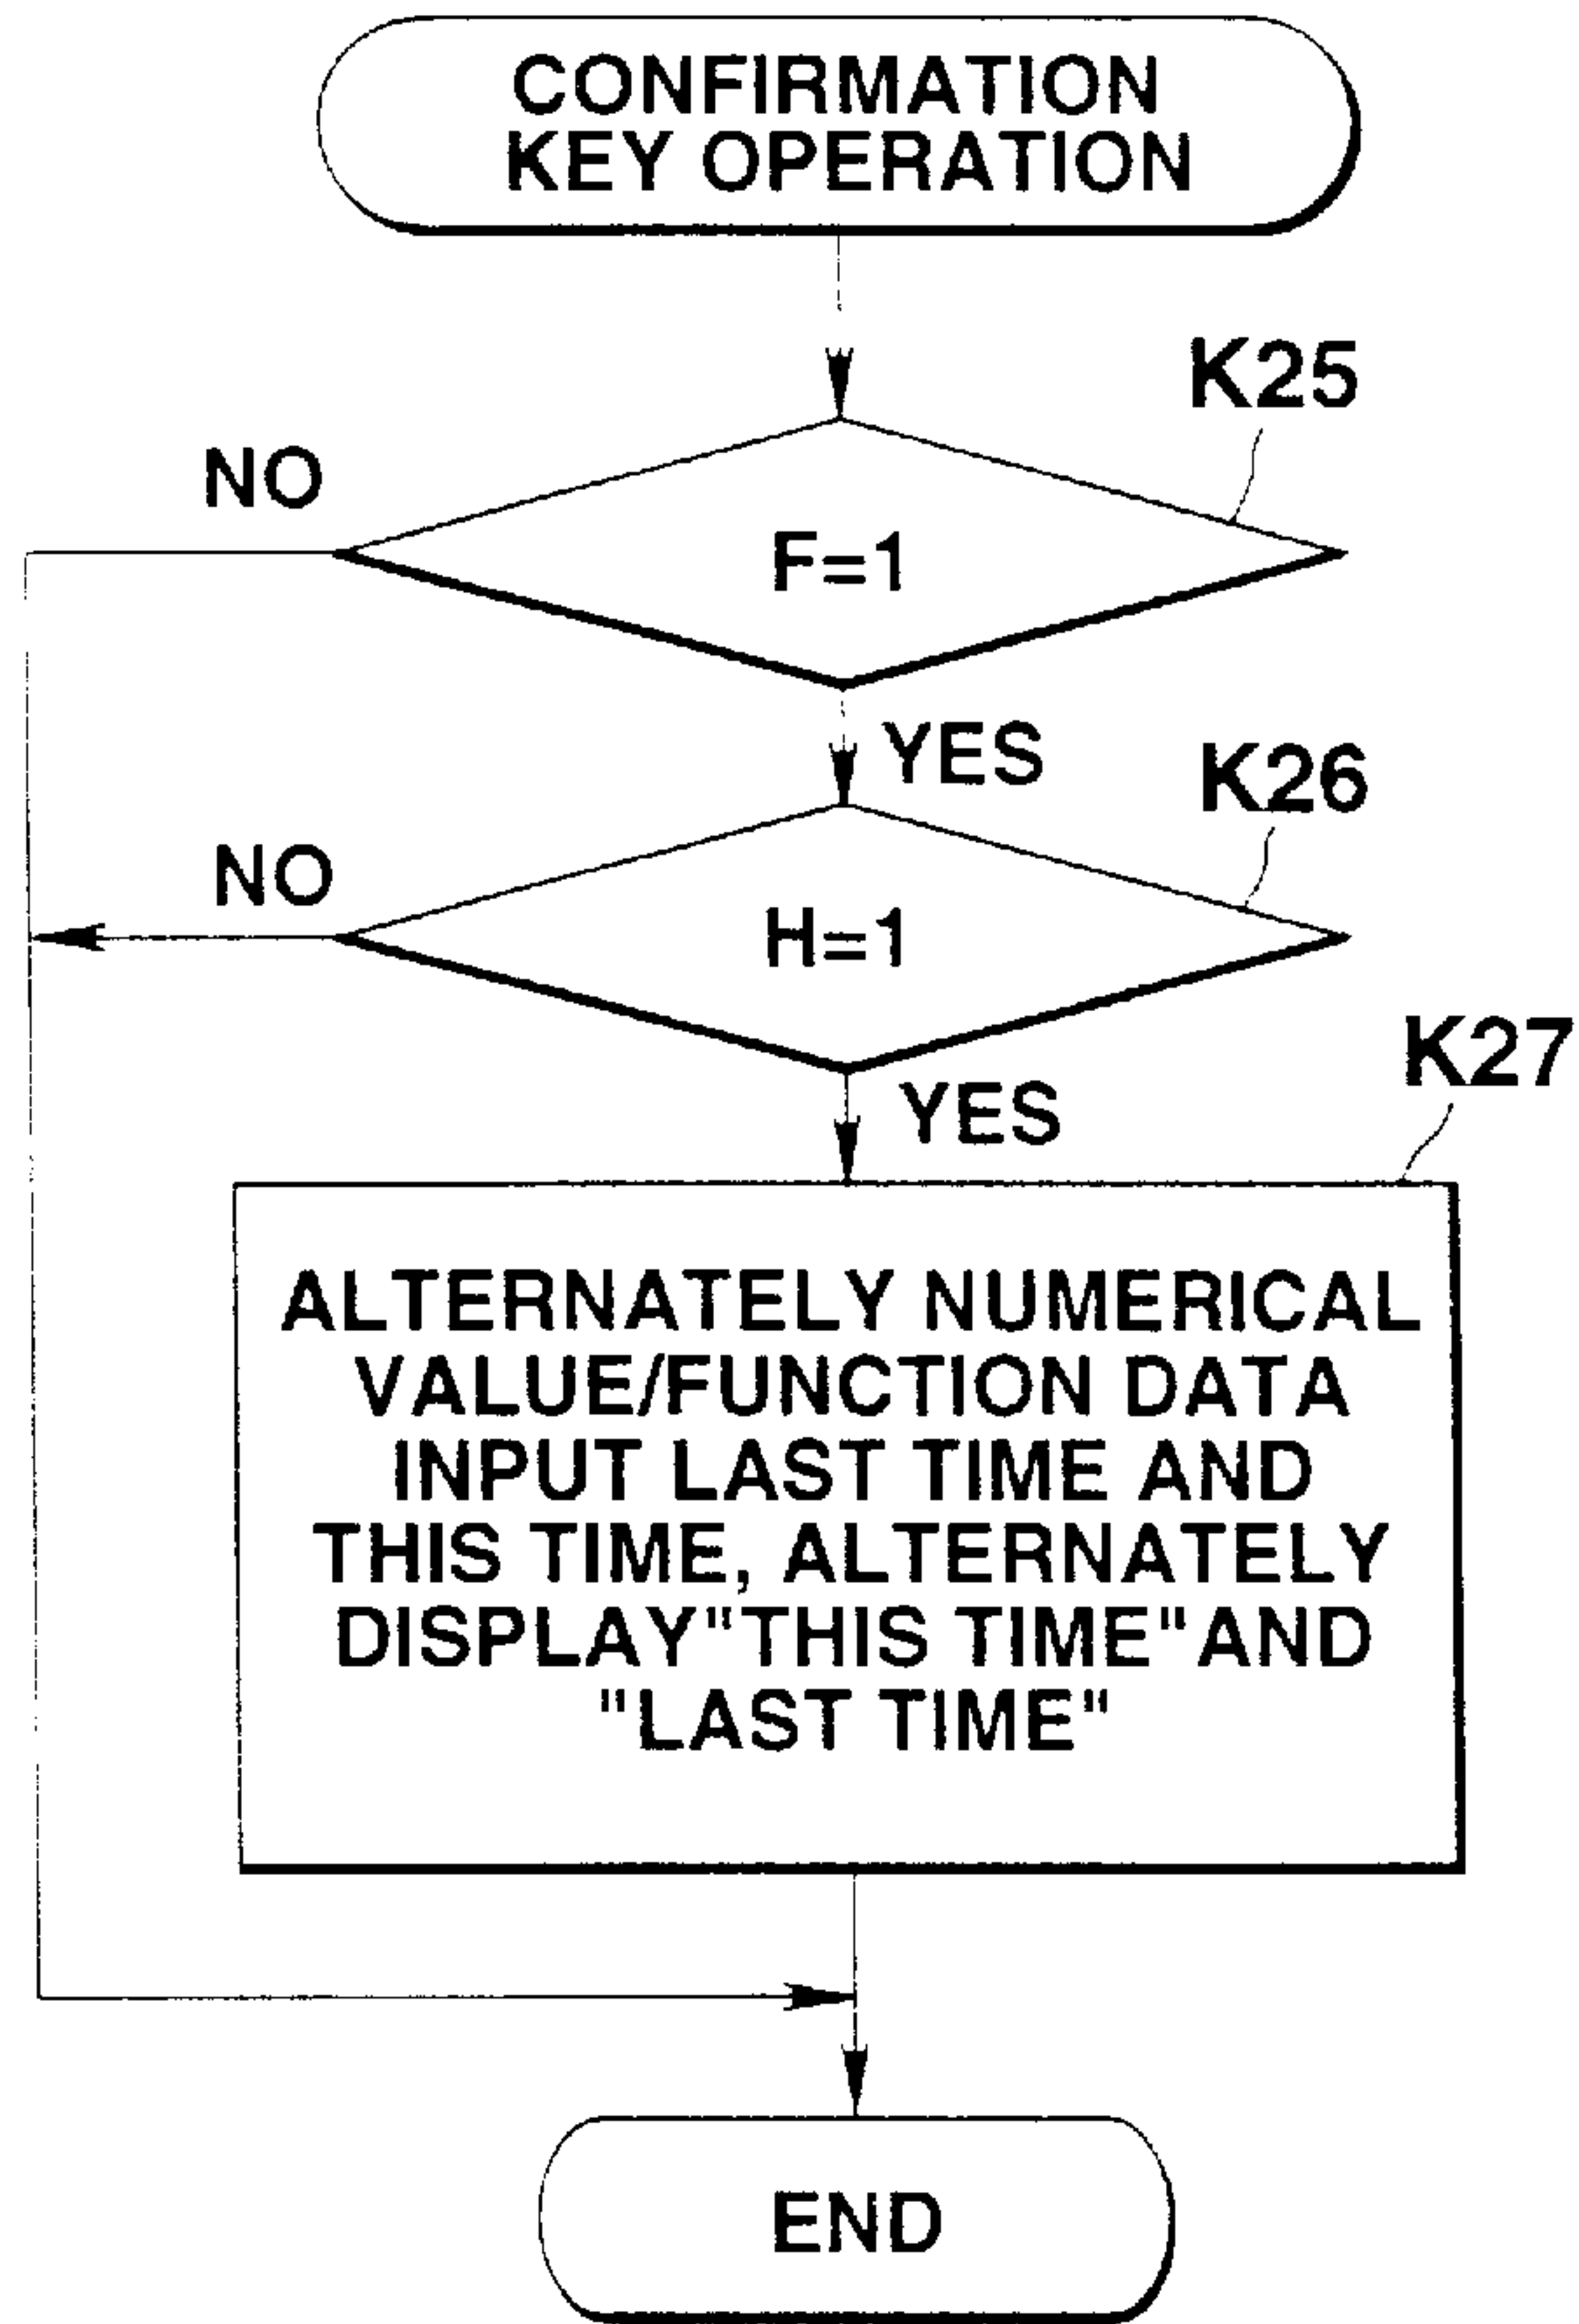 CONFIRMATION
KEY OPERATION
K25
NO
F=1
YES
K26
NO
H=1
K27
YES
ALTERNATELY NUMERICAL
VALUE/FUNCTION DATA
INPUT LAST TIME AND
THIS TIME, ALTERNATELY
DISPLAY"THIS TIME"AND
"LAST TIME"
END